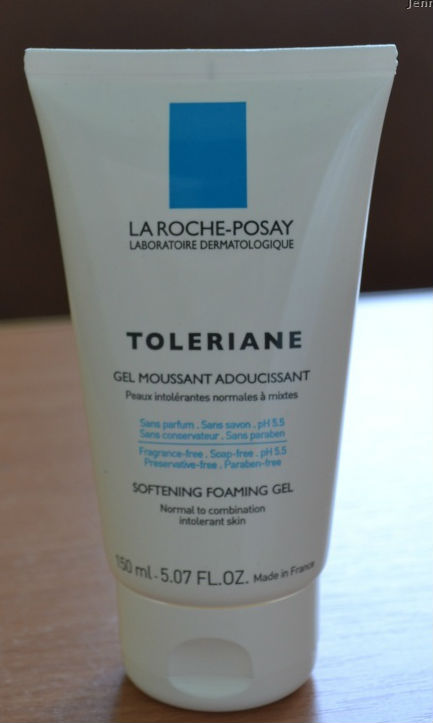 Jenn
LA ROCHE-POSAY
LABORATOIRE DERMATOLOGIQUE
TOLERIANE
GEL MOUSSANT ADOUCISSANT
Peaux intolérantes normales à mixtes
Sans parfum . Sans savon . pH 5.5
Sans conservateur . Sans paraben
Fragrance-free . Soap-free . pH 5.5
Preservative-free . Paraben-free
SOFTENING FOAMING GEL
Normal to combination
intolerant skin
150 ml - 5.07 FL.OZ. Made in France